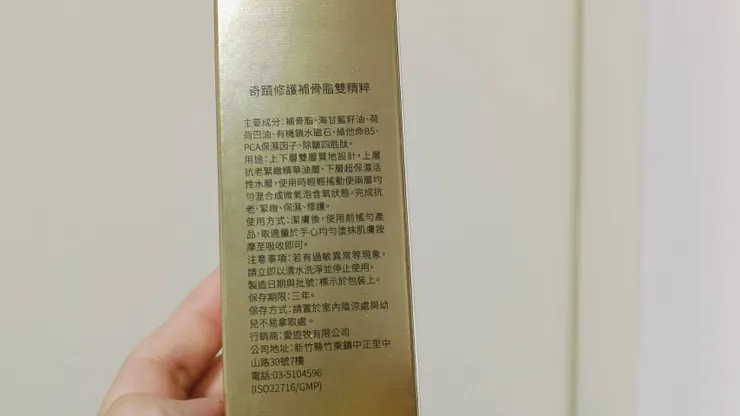 奇蹟修護補骨脂雙精粹
主要成分:補骨脂、海甘藍籽油、荷
荷巴油、有機鎖水磁石、維他命B5、
PCA保濕因子、除皺四胜肽。
用途:上下層雙層質地設計,上層
抗老緊緻精華油層、下層超保濕活
性水層,使用時輕輕搖動使兩層均
勻混合成微氣泡含氧狀態,完成抗
老、緊緻、保濕、修護。
使用方式:潔膚後,使用前搖勻產
品,取適量於手心均勻塗抹肌膚按
摩至吸收即可。
注意事項:若有過敏異常等現象,
請立即以清水洗淨並停止使用。
製造日期與批號:標示於包裝上。
保存期限:三年。
保存方式:請置於室內陰涼處與幼
兒不易拿取處。
行銷商:愛遊牧有限公司
公司地址:新竹縣竹東鎮中正里中
山路30號7樓
電話:03-5104596
(ISO22716/GMP)